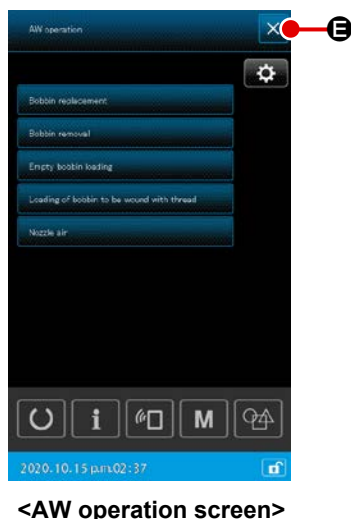 AW operation
E
Bobbin replacement
Bobbin removal
Empty bobbin loading
Loading of bobbin to be wound with thread
Nozzle air
i
M
2020.10.15 p.m.02:37
<AW operation screen>